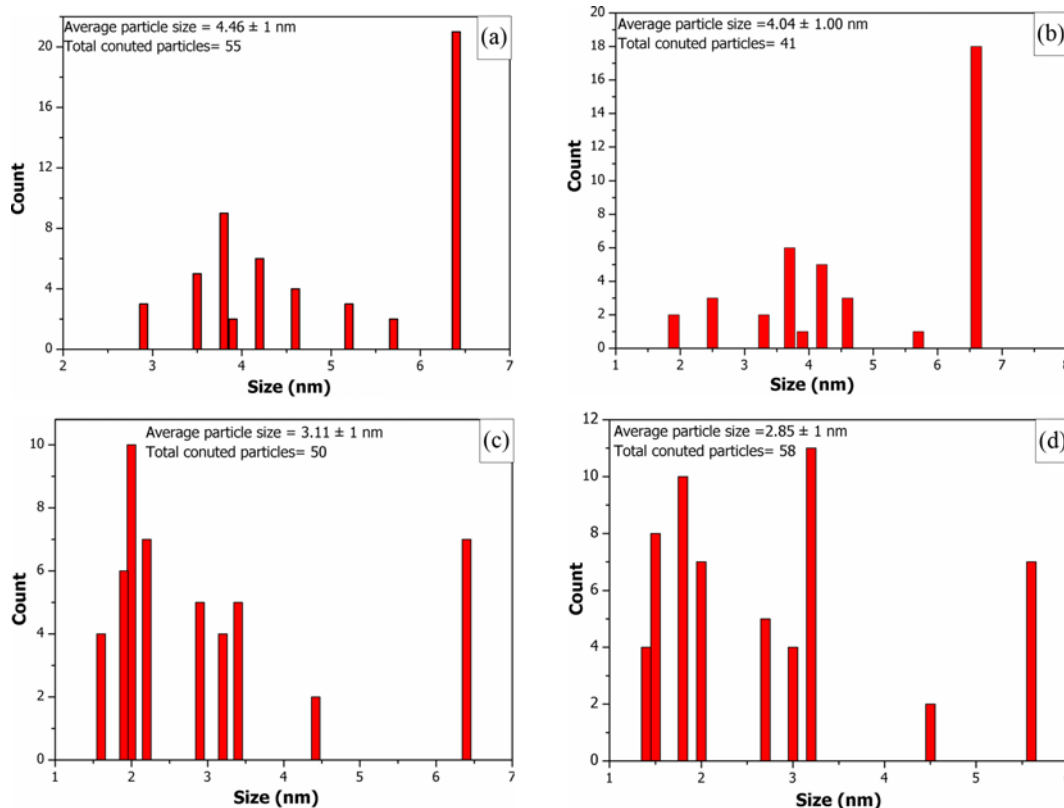 Average particle size = 4.46 ± 1 nm
Total conuted particles= 55
(a)
20
16
12
8
4
0
Count
2 3 4 5 6 7
Size (nm)
Average particle size =4.04 ± 1.00 nm
Total conuted particles= 41
(b)
20
18
16
14
12
10
8
6
4
2
0
Count
1 2 3 4 5 6 7 8
Size (nm)
Average particle size = 3.11 ± 1 nm
Total conuted particles= 50
(c)
10
8
6
4
2
0
Count
1 2 3 4 5 6 7
Size (nm)
Average particle size =2.85 ± 1 nm
Total conuted particles= 58
(d)
12
10
8
6
4
2
0
Count
1 2 3 4 5
Size (nm)